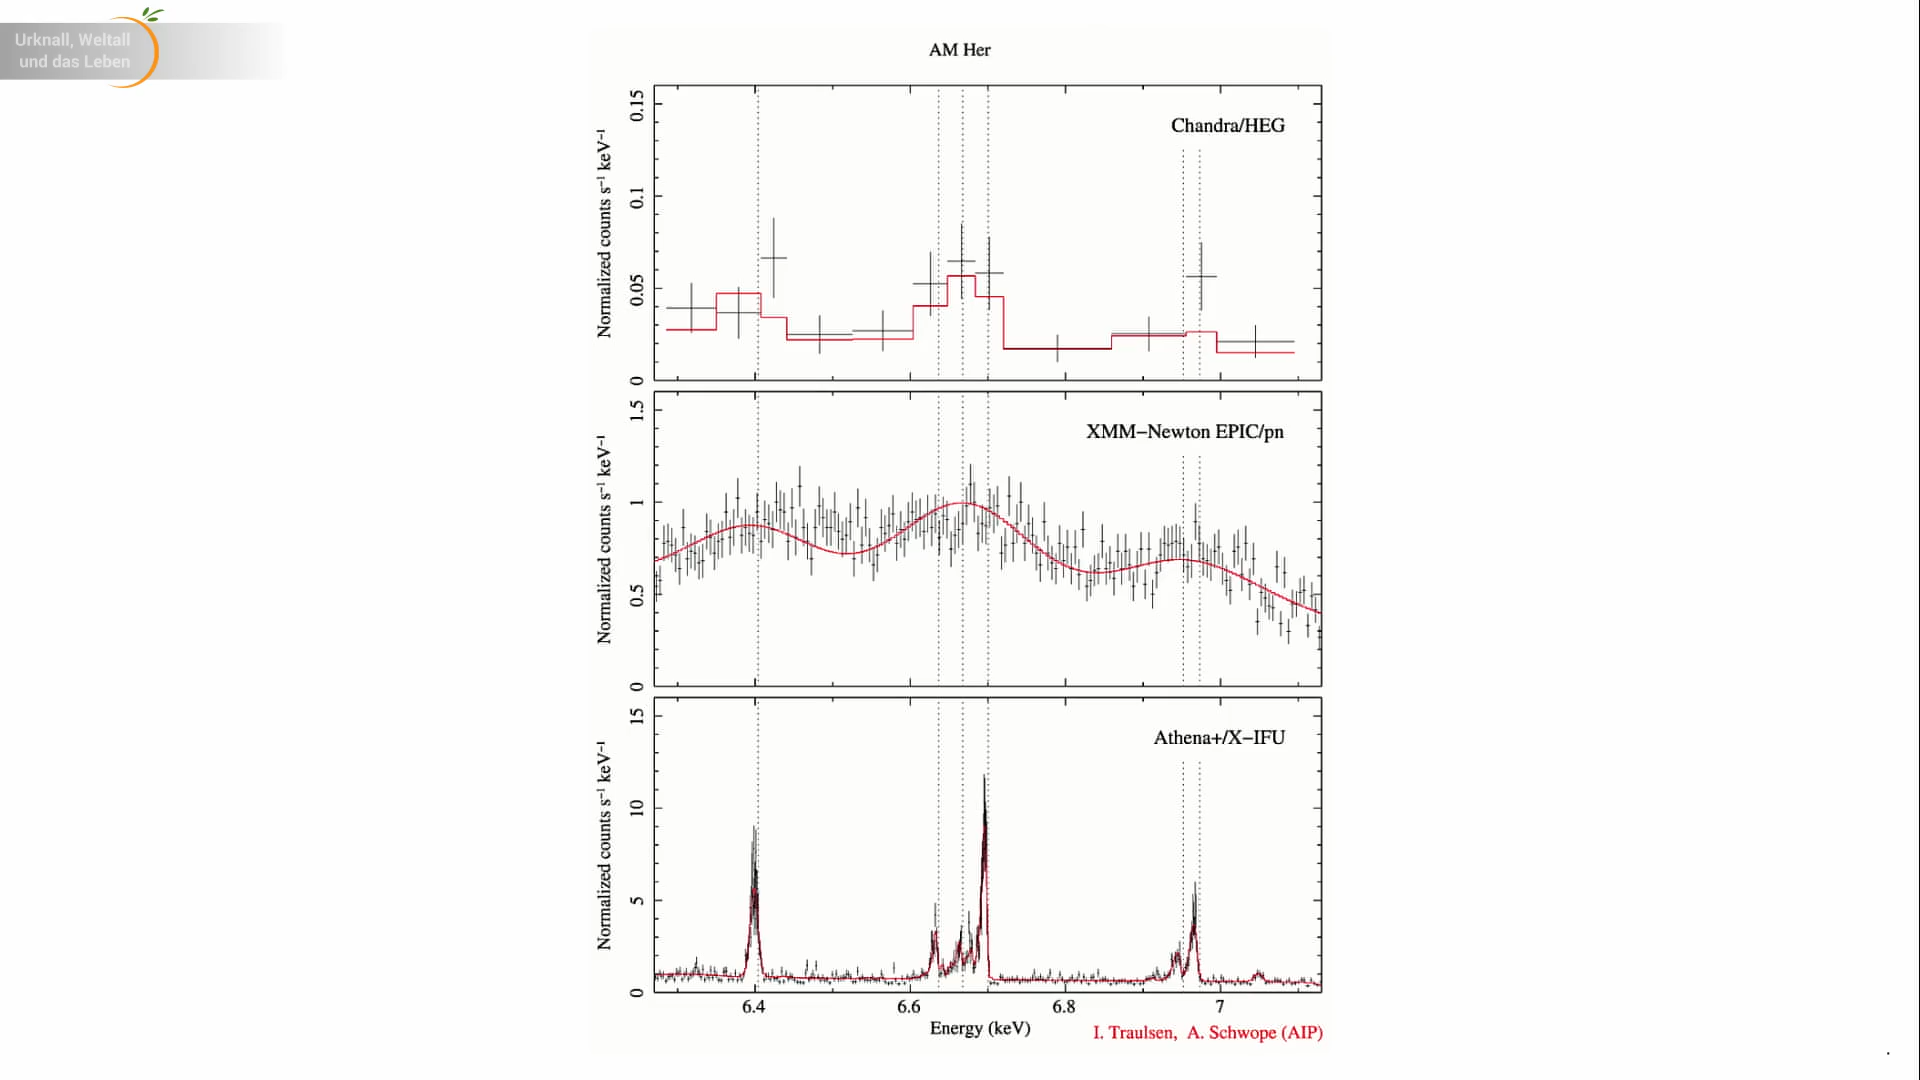 Urknall, Weltall
und das Leben
AM Her
Chandra/HEG
Normalized counts s⁻¹ keV⁻¹
0.15
0.1
0.05
0
XMM−Newton EPIC/pn
Normalized counts s⁻¹ keV⁻¹
1.5
1
0.5
0
Athena+/X−IFU
Normalized counts s⁻¹ keV⁻¹
15
10
5
0
6.4 6.6 6.8 7
Energy (keV)
I. Traulsen, A. Schwope (AIP)